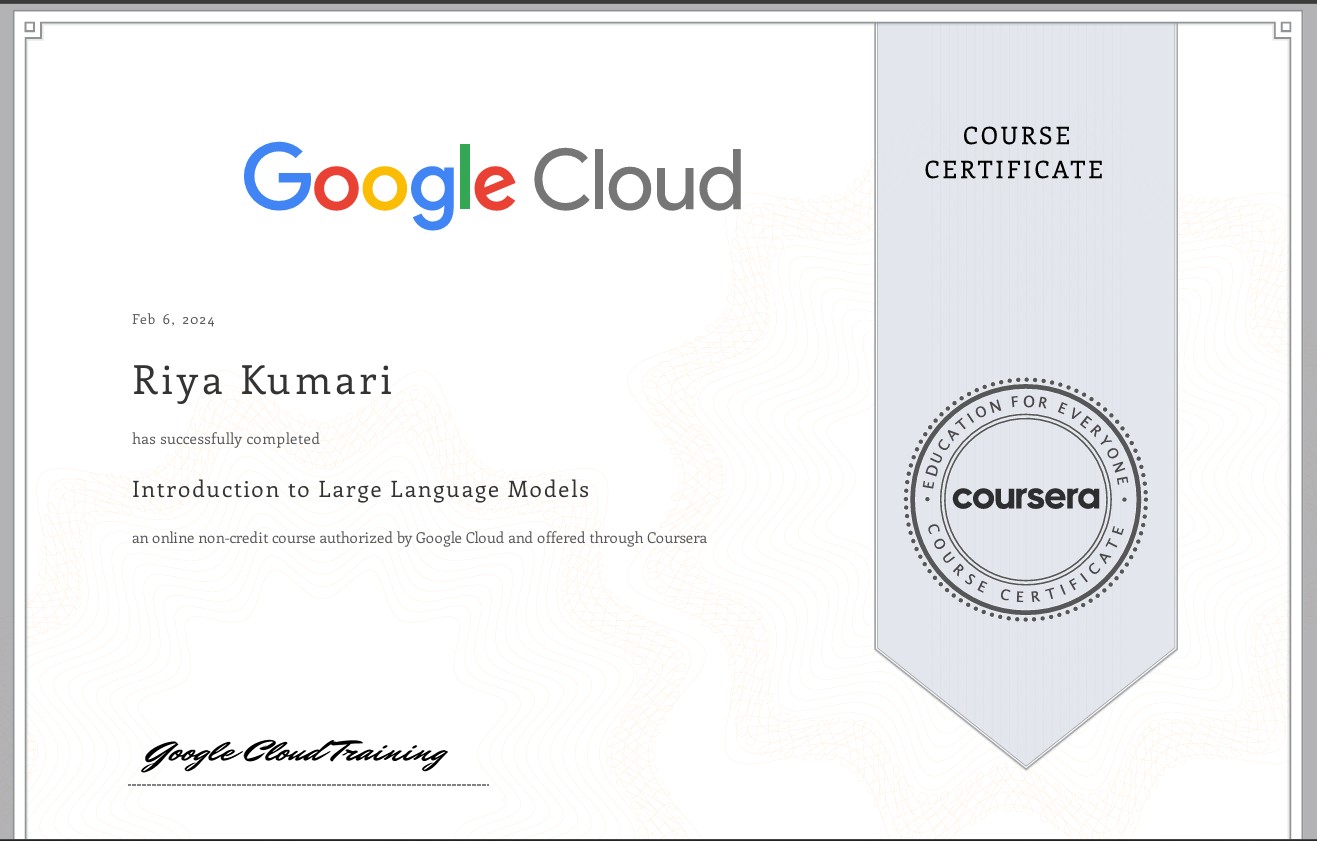 Google Cloud
COURSE
CERTIFICATE
Feb 6, 2024
Riya Kumari
has successfully completed
Introduction to Large Language Models
an online non-credit course authorized by Google Cloud and offered through Coursera
EDUCATION FOR EVERYONE
coursera
COURSE CERTIFICATE
Google Cloud Training